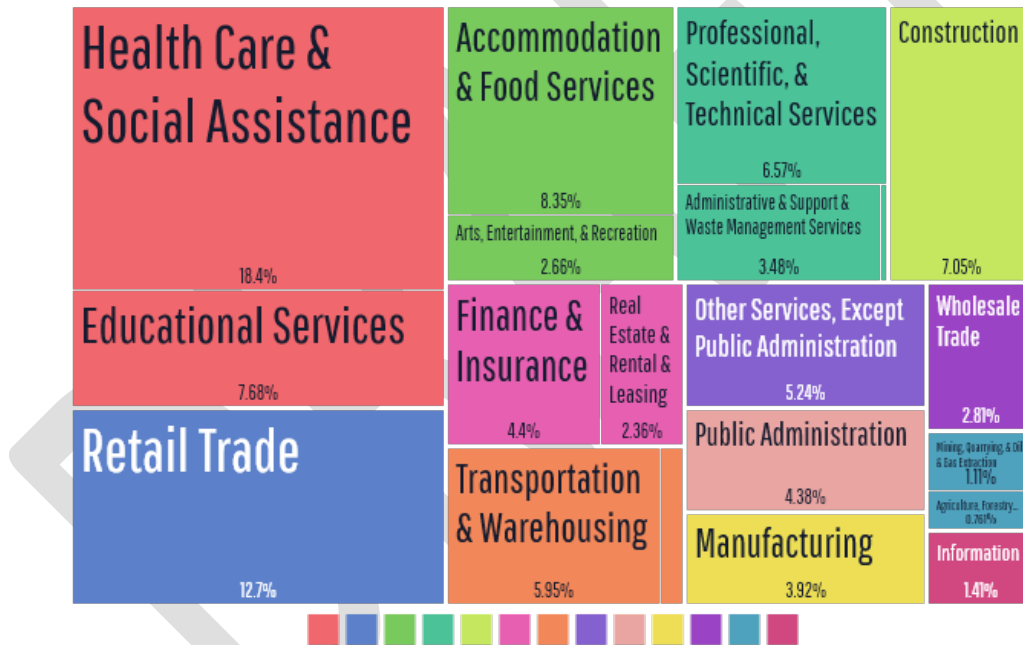 Health Care &
Social Assistance
18.4%
Educational Services
7.68%
Retail Trade
12.7%
Accommodation
& Food Services
8.35%
Arts, Entertainment, & Recreation
2.66%
Professional,
Scientific, &
Technical Services
6.57%
Administrative & Support &
Waste Management Services
3.48%
Construction
7.05%
Finance &
Insurance
4.4%
Real
Estate &
Rental &
Leasing
2.36%
Transportation
& Warehousing
5.95%
Other Services, Except
Public Administration
5.24%
Public Administration
4.38%
Manufacturing
3.92%
Wholesale
Trade
2.81%
Mining, Quarrying, & Oil
& Gas Extraction
1.11%
Agriculture, Forestry...
0.761%
Information
1.41%